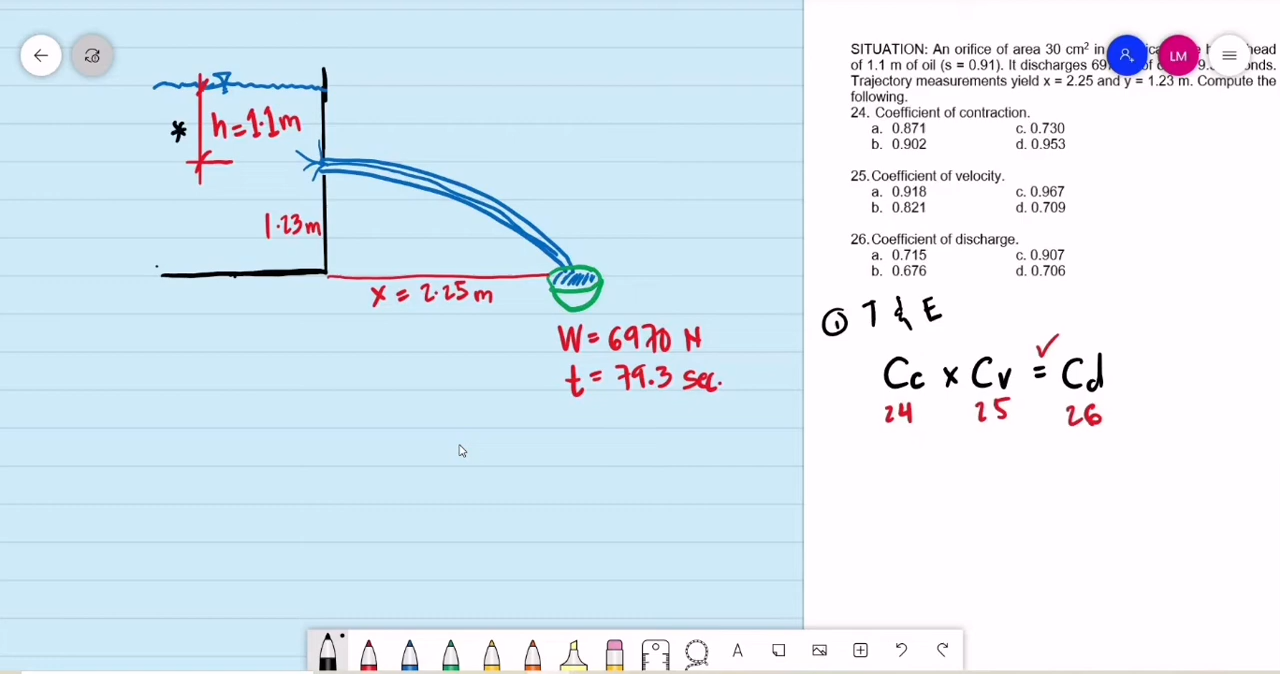 h = 1.1 m
*
1.23 m
x = 2.25 m
W = 6970 N
t = 79.3 sec.
LM
SITUATION: An orifice of area 30 cm² in head
of 1.1 m of oil (s = 0.91). It discharges
Trajectory measurements yield x = 2.25 and y = 1.23 m. Compute the
following.
24. Coefficient of contraction.
a. 0.871 c. 0.730
b. 0.902 d. 0.953
25. Coefficient of velocity.
a. 0.918 c. 0.967
b. 0.821 d. 0.709
26. Coefficient of discharge.
a. 0.715 c. 0.907
b. 0.676 d. 0.706
① T & E
Cc x Cv = Cd
24 25 26
A